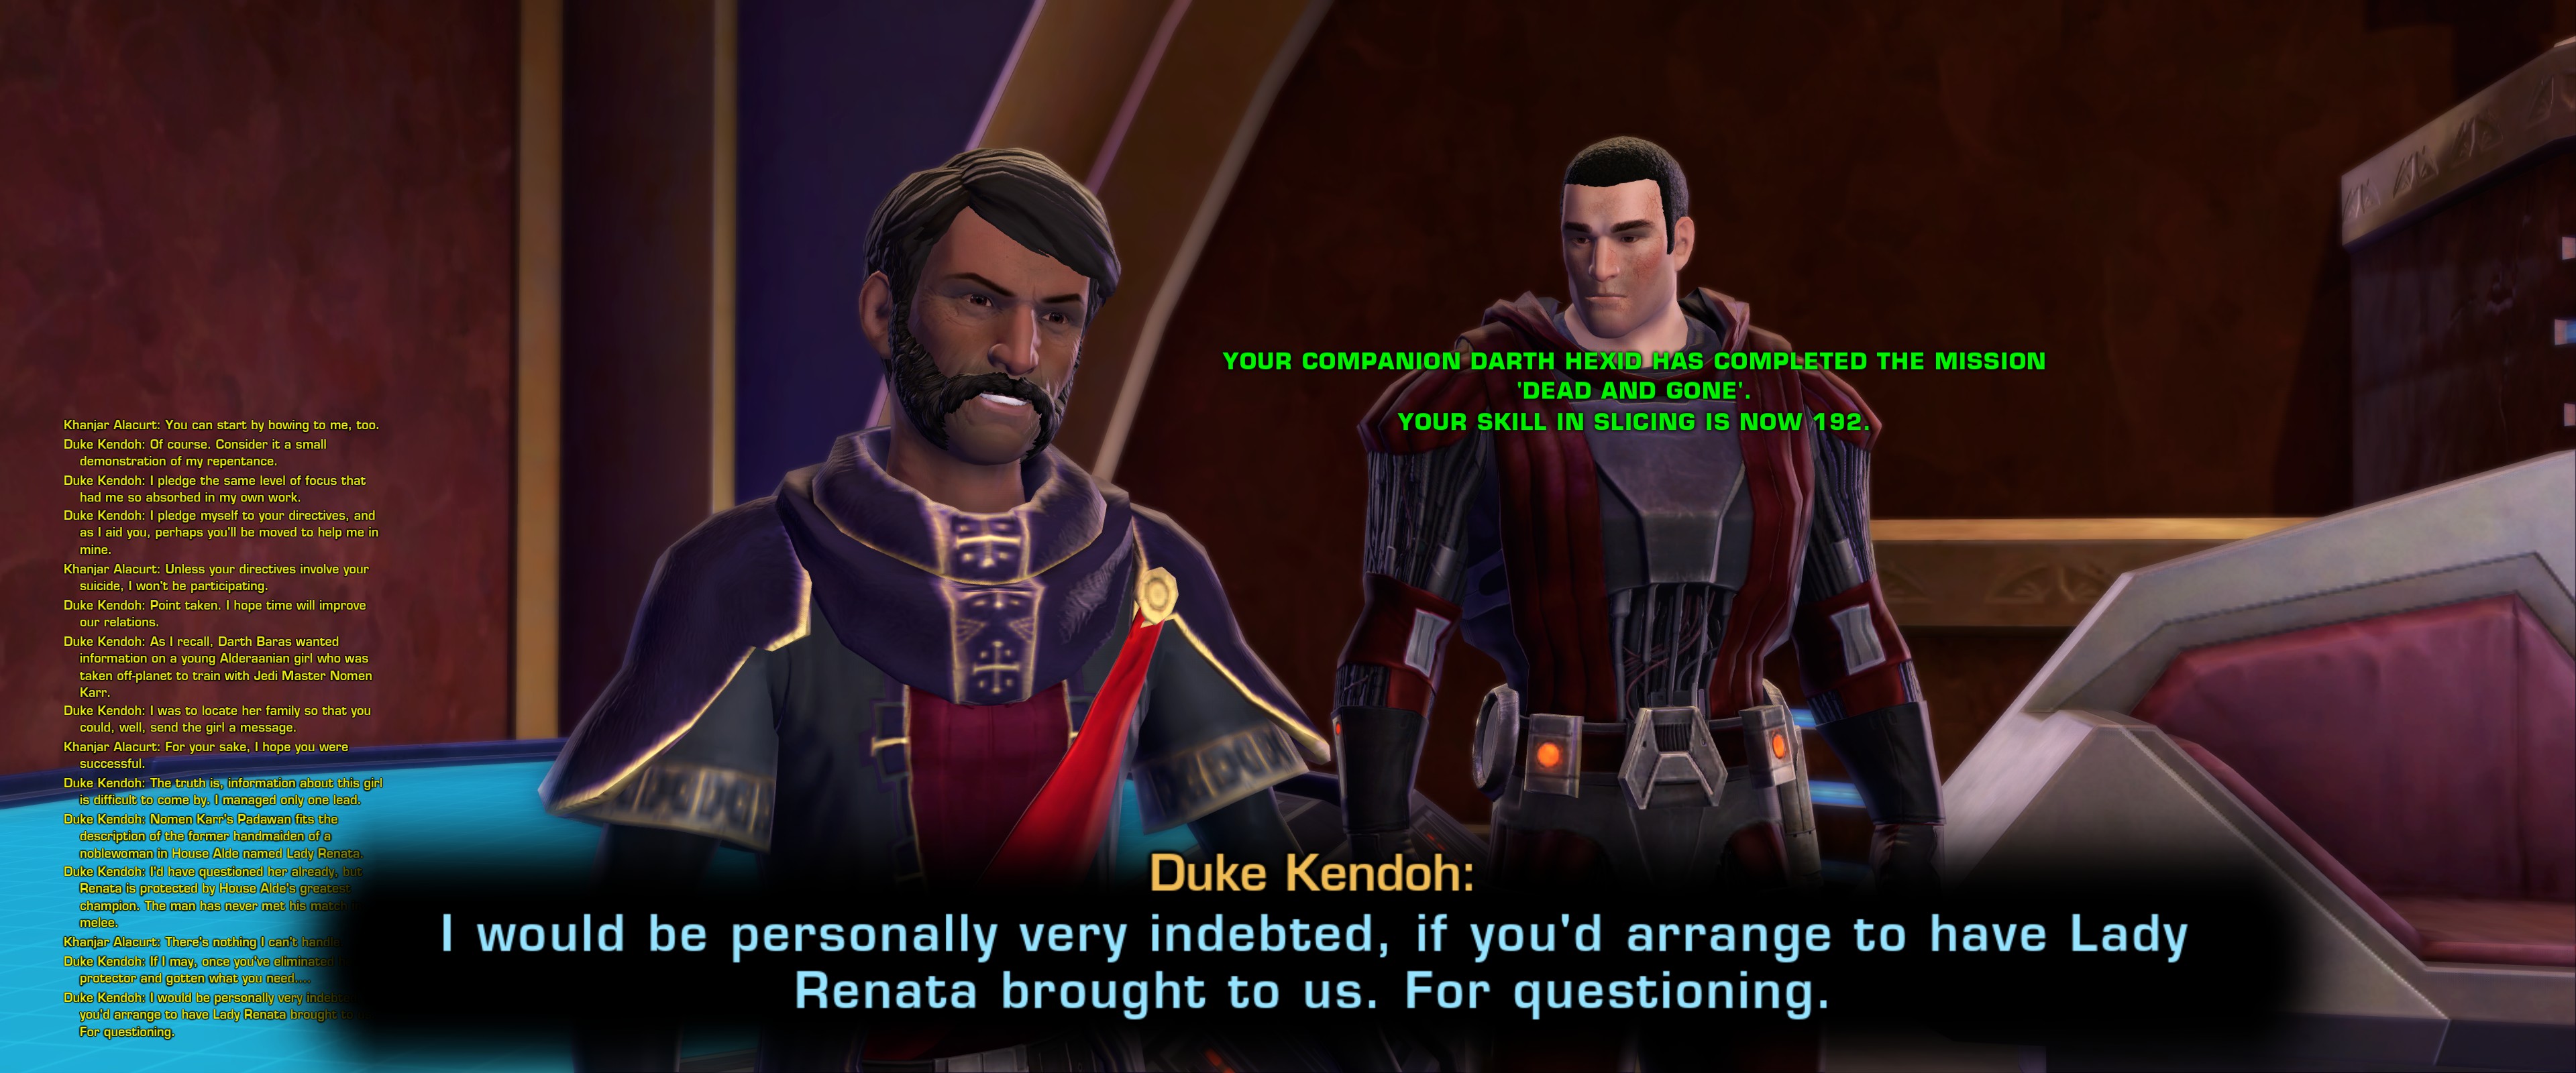 Khanjar Alacurt: You can start by bowing to me, too.
Duke Kendoh: Of course. Consider it a small
demonstration of my repentance.
Duke Kendoh: I pledge the same level of focus that
had me so absorbed in my own work.
Duke Kendoh: I pledge myself to your directives, and
as I aid you, perhaps you'll be moved to help me in
mine.
Khanjar Alacurt: Unless your directives involve your
suicide, I won't be participating.
Duke Kendoh: Point taken. I hope time will improve
our relations.
Duke Kendoh: As I recall, Darth Baras wanted
information on a young Alderaanian girl who was
taken off-planet to train with Jedi Master Nomen
Karr.
Duke Kendoh: I was to locate her family so that you
could, well, send the girl a message.
Khanjar Alacurt: For your sake, I hope you were
successful.
Duke Kendoh: The truth is, information about this girl
is difficult to come by. I managed only one lead.
Duke Kendoh: Nomen Karr's Padawan fits the
description of the former handmaiden of a
noblewoman in House Alde named Lady Renata.
Duke Kendoh: I'd have questioned her already, but
Renata is protected by House Alde's greatest
champion. The man has never met his match
melee.
Khanjar Alacurt: There's nothing I can't handle
Duke Kendoh: If I may, once you've eliminated
protector and gotten what you need....
Duke Kendoh: I would be personally very indebted
you'd arrange to have Lady Renata brought to
For questioning.
YOUR COMPANION DARTH HEXID HAS COMPLETED THE MISSION
'DEAD AND GONE'.
YOUR SKILL IN SLICING IS NOW 192.
Duke Kendoh:
I would be personally very indebted, if you'd arrange to have Lady
Renata brought to us. For questioning.